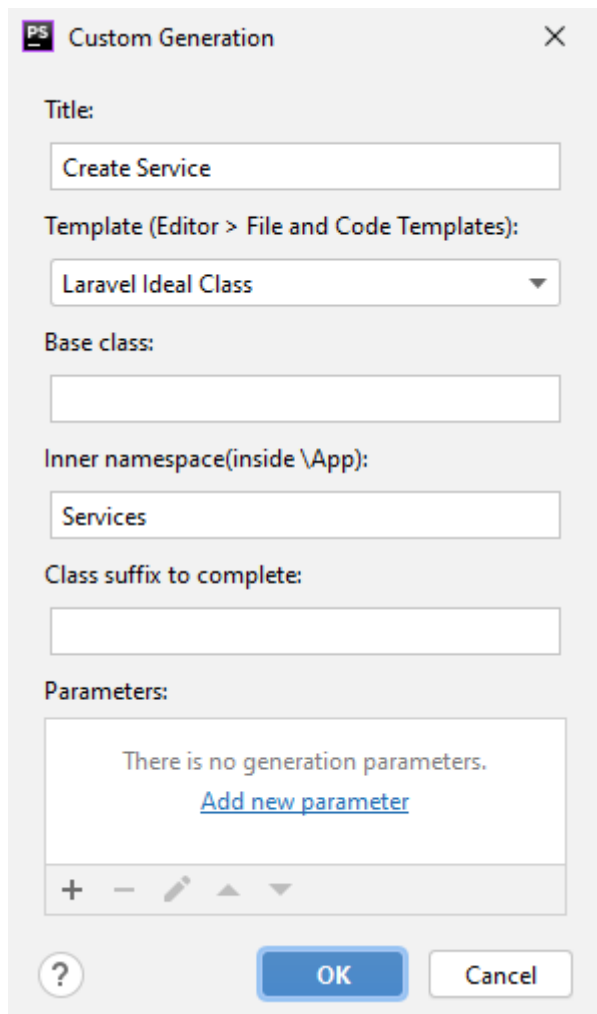 PS Custom Generation
Title:
Create Service
Template (Editor > File and Code Templates):
Laravel Ideal Class
Base class:
Inner namespace(inside \App):
Services
Class suffix to complete:
Parameters:
There is no generation parameters.
Add new parameter
?
OK Cancel